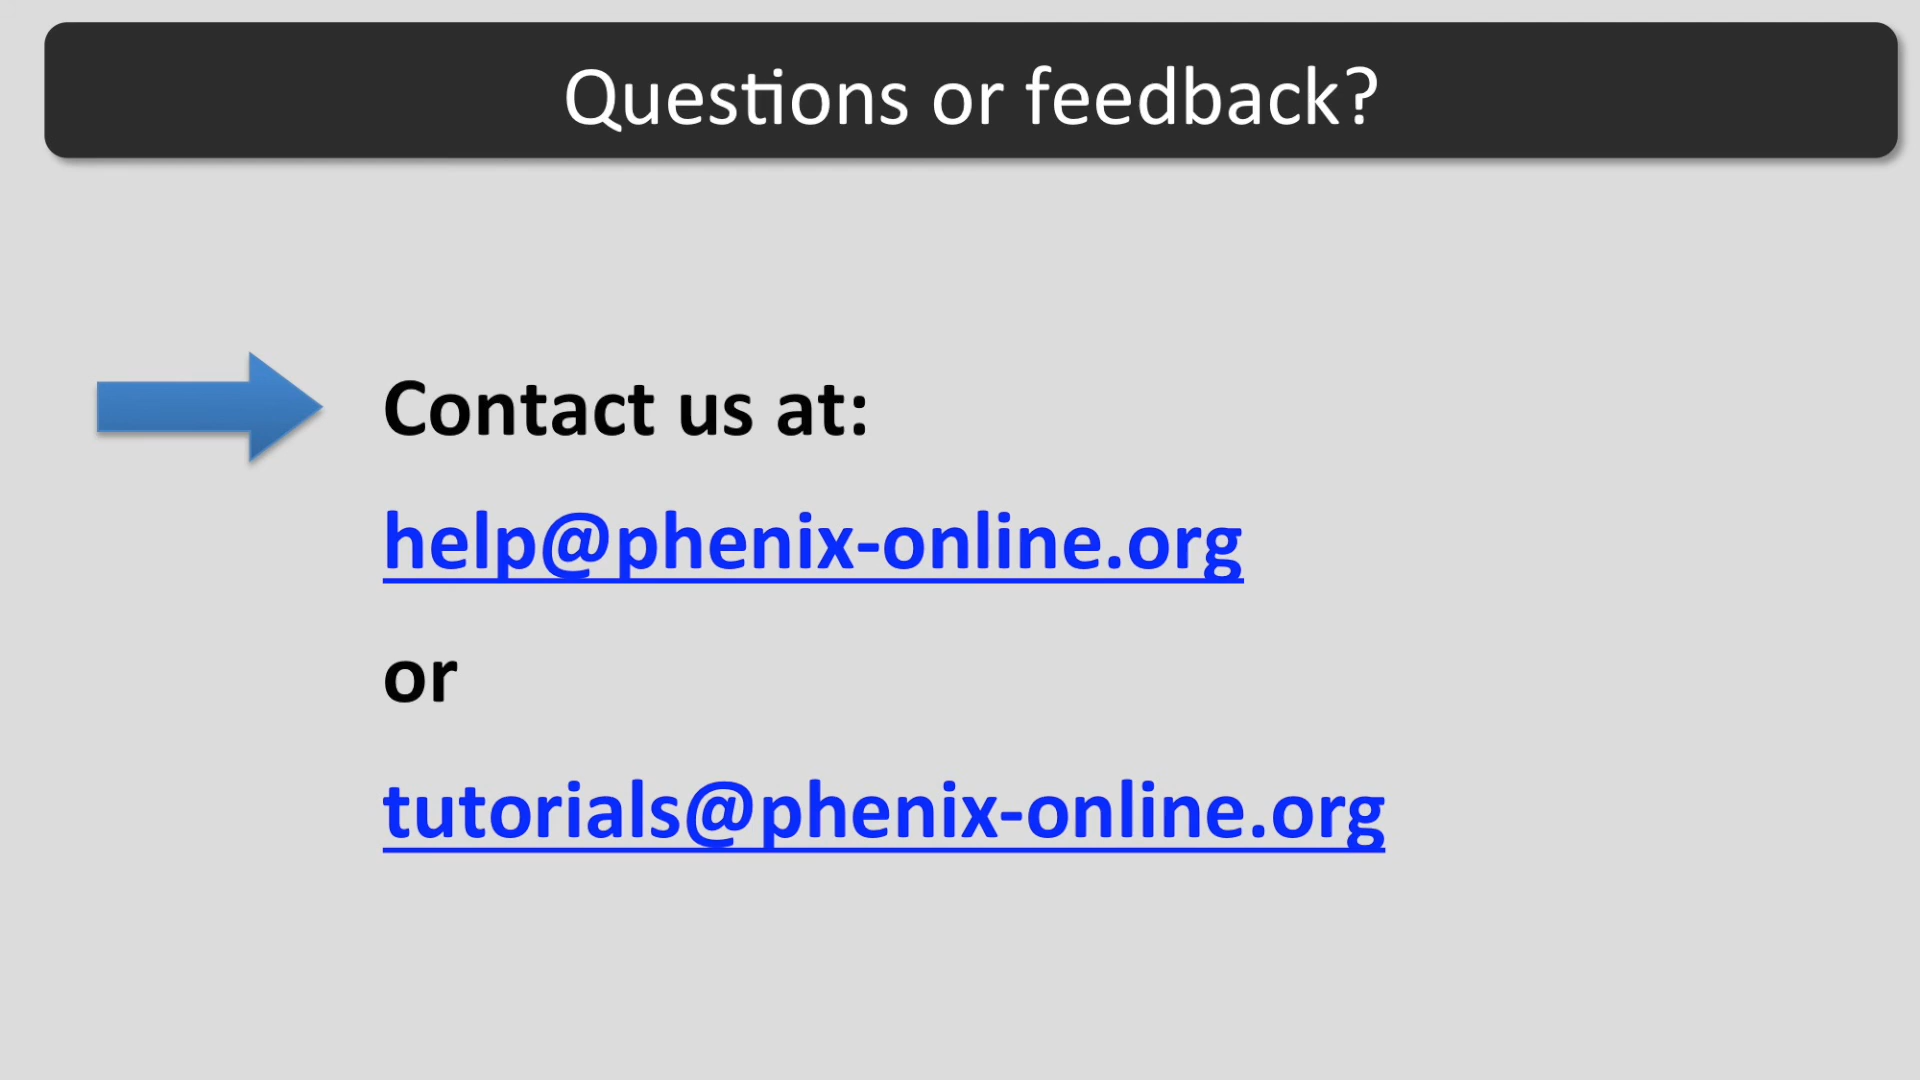 Questions or feedback?
Contact us at:
help@phenix-online.org
or
tutorials@phenix-online.org